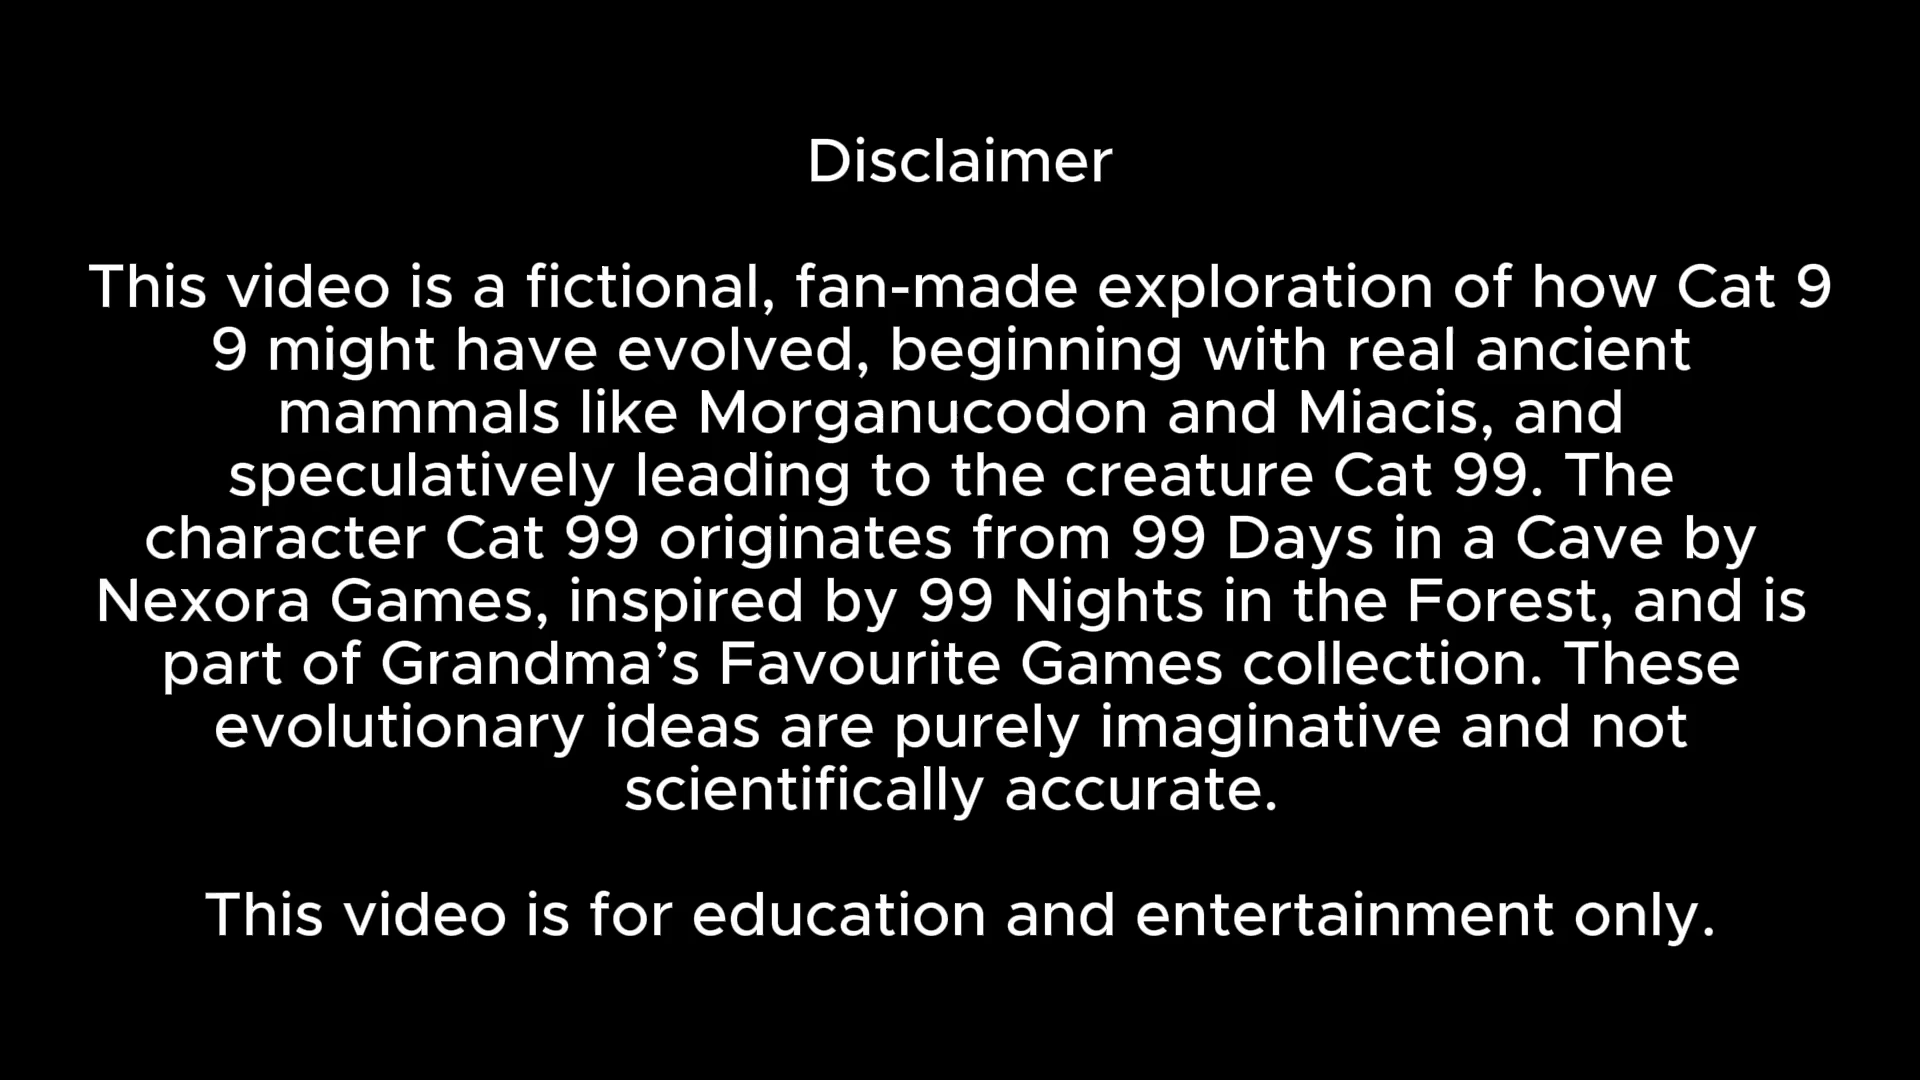 Disclaimer
This video is a fictional, fan-made exploration of how Cat 9
9 might have evolved, beginning with real ancient
mammals like Morganucodon and Miacis, and
speculatively leading to the creature Cat 99. The
character Cat 99 originates from 99 Days in a Cave by
Nexora Games, inspired by 99 Nights in the Forest, and is
part of Grandma’s Favourite Games collection. These
evolutionary ideas are purely imaginative and not
scientifically accurate.
This video is for education and entertainment only.